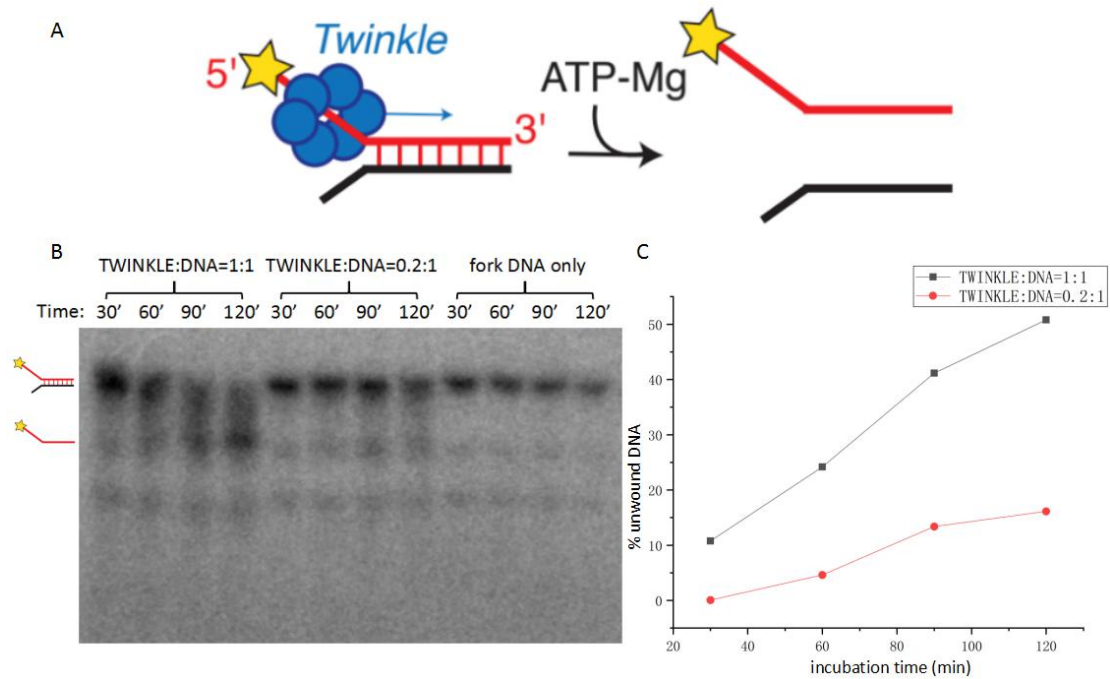 A
Twinkle
5'
3'
ATP-Mg
B
TWINKLE:DNA=1:1 TWINKLE:DNA=0.2:1 fork DNA only
Time: 30’ 60’ 90’ 120’ 30’ 60’ 90’ 120’ 30’ 60’ 90’ 120’
C
TWINKLE:DNA=1:1
TWINKLE:DNA=0.2:1
% unwound DNA
50
40
30
20
10
0
20 40 60 80 100 120
incubation time (min)